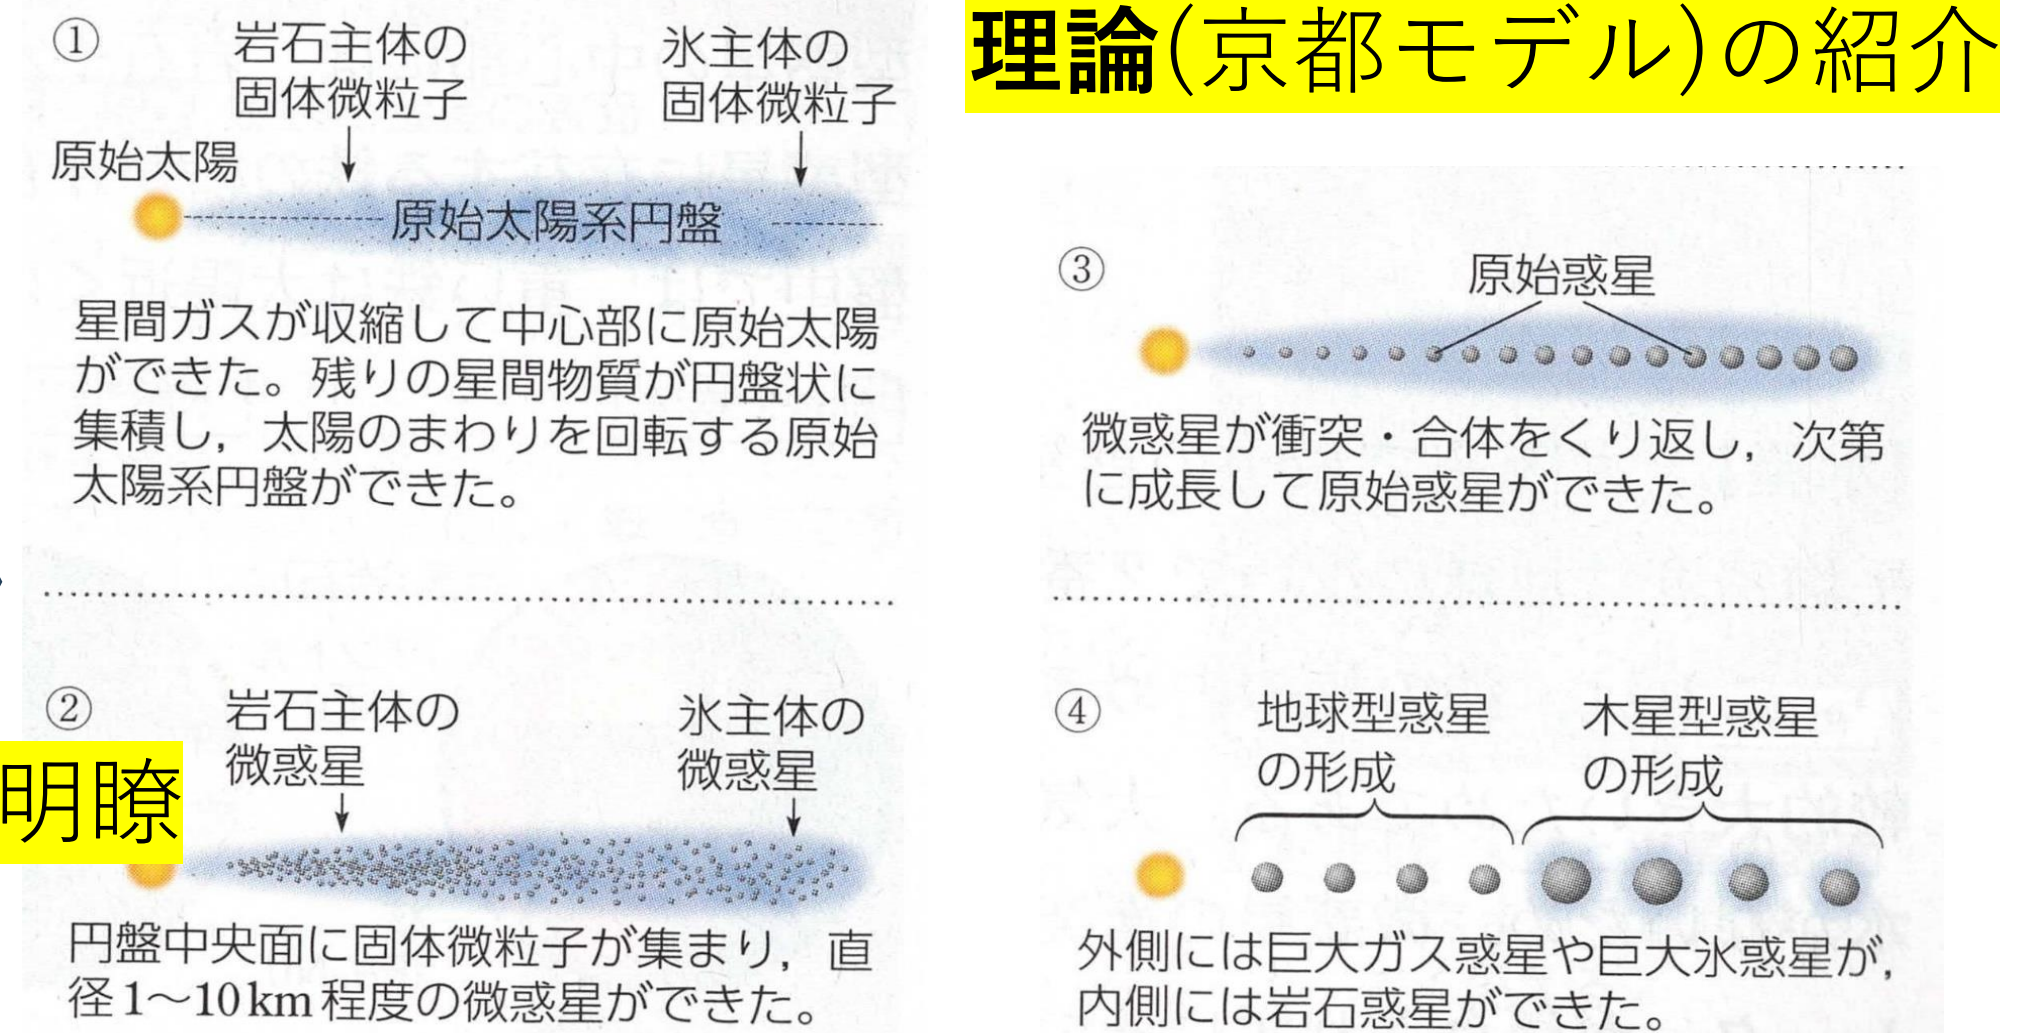 理論(京都モデル)の紹介
①
岩石主体の
固体微粒子
氷主体の
固体微粒子
原始太陽
原始太陽系円盤
星間ガスが収縮して中心部に原始太陽
ができた。残りの星間物質が円盤状に
集積し，太陽のまわりを回転する原始
太陽系円盤ができた。
②
岩石主体の
微惑星
氷主体の
微惑星
明瞭
円盤中央面に固体微粒子が集まり，直
径1〜10km程度の微惑星ができた。
③
原始惑星
微惑星が衝突・合体をくり返し，次第
に成長して原始惑星ができた。
④
地球型惑星
の形成
木星型惑星
の形成
外側には巨大ガス惑星や巨大氷惑星が，
内側には岩石惑星ができた。